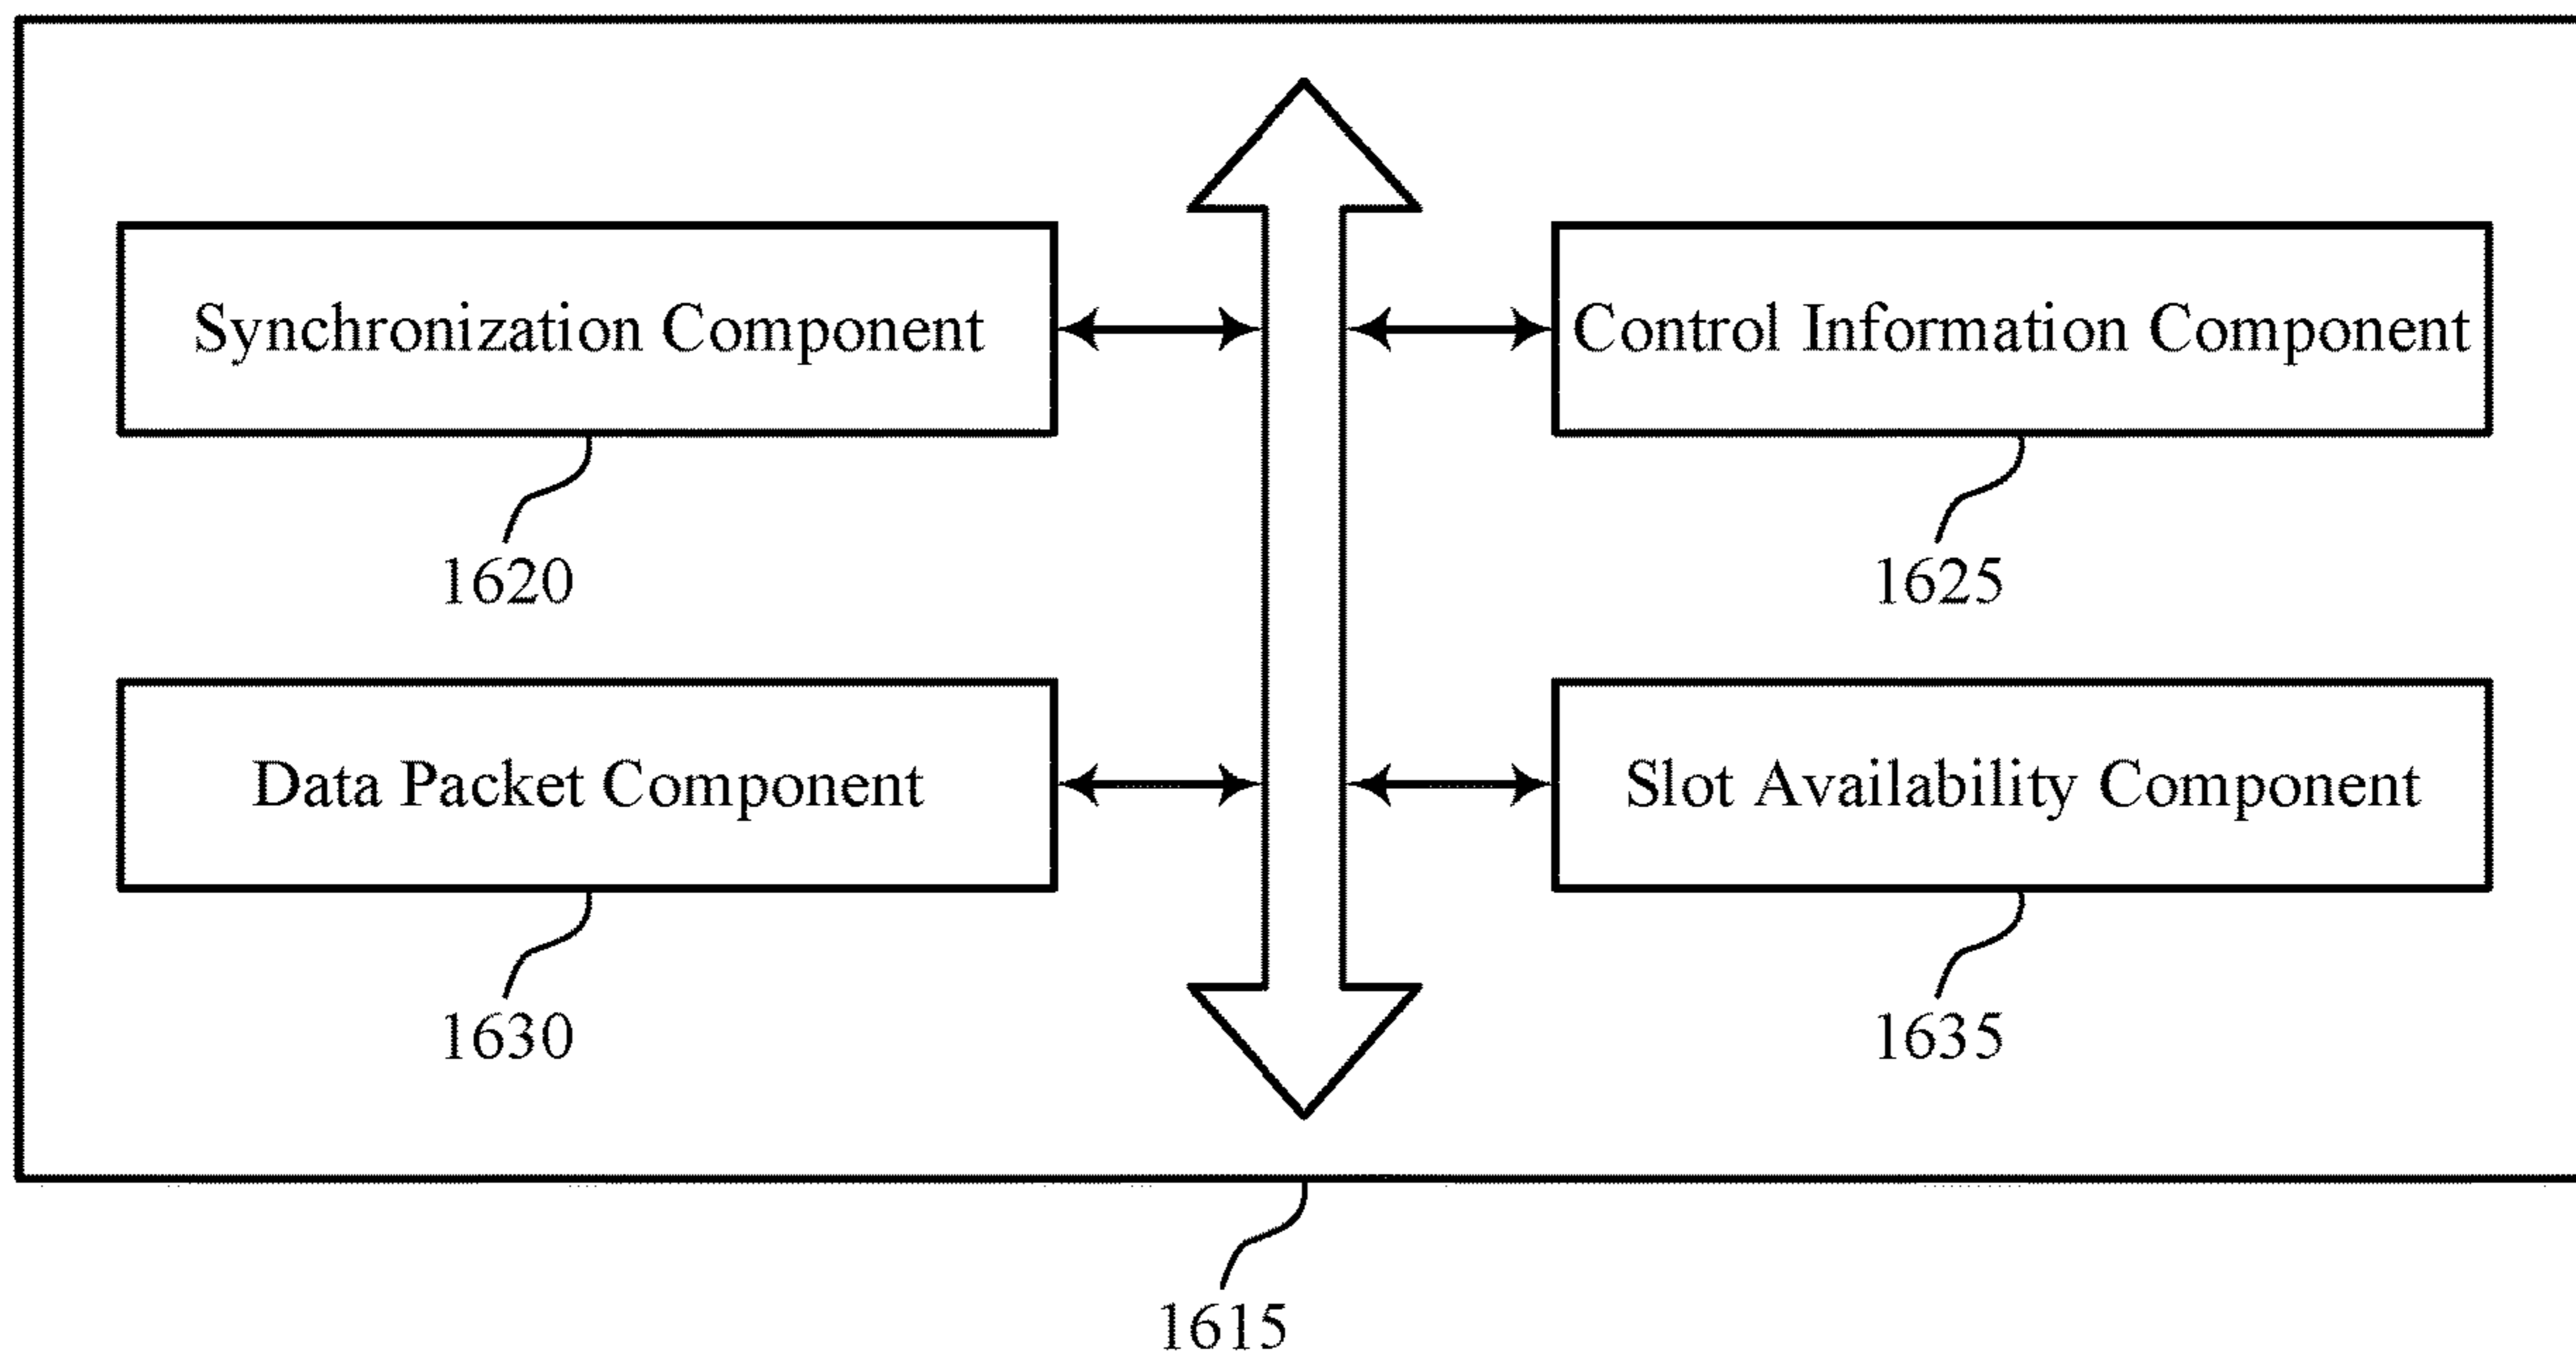 Synchronization Component
Control Information Component
1620
1625
Data Packet Component
Slot Availability Component
1630
1635
1615